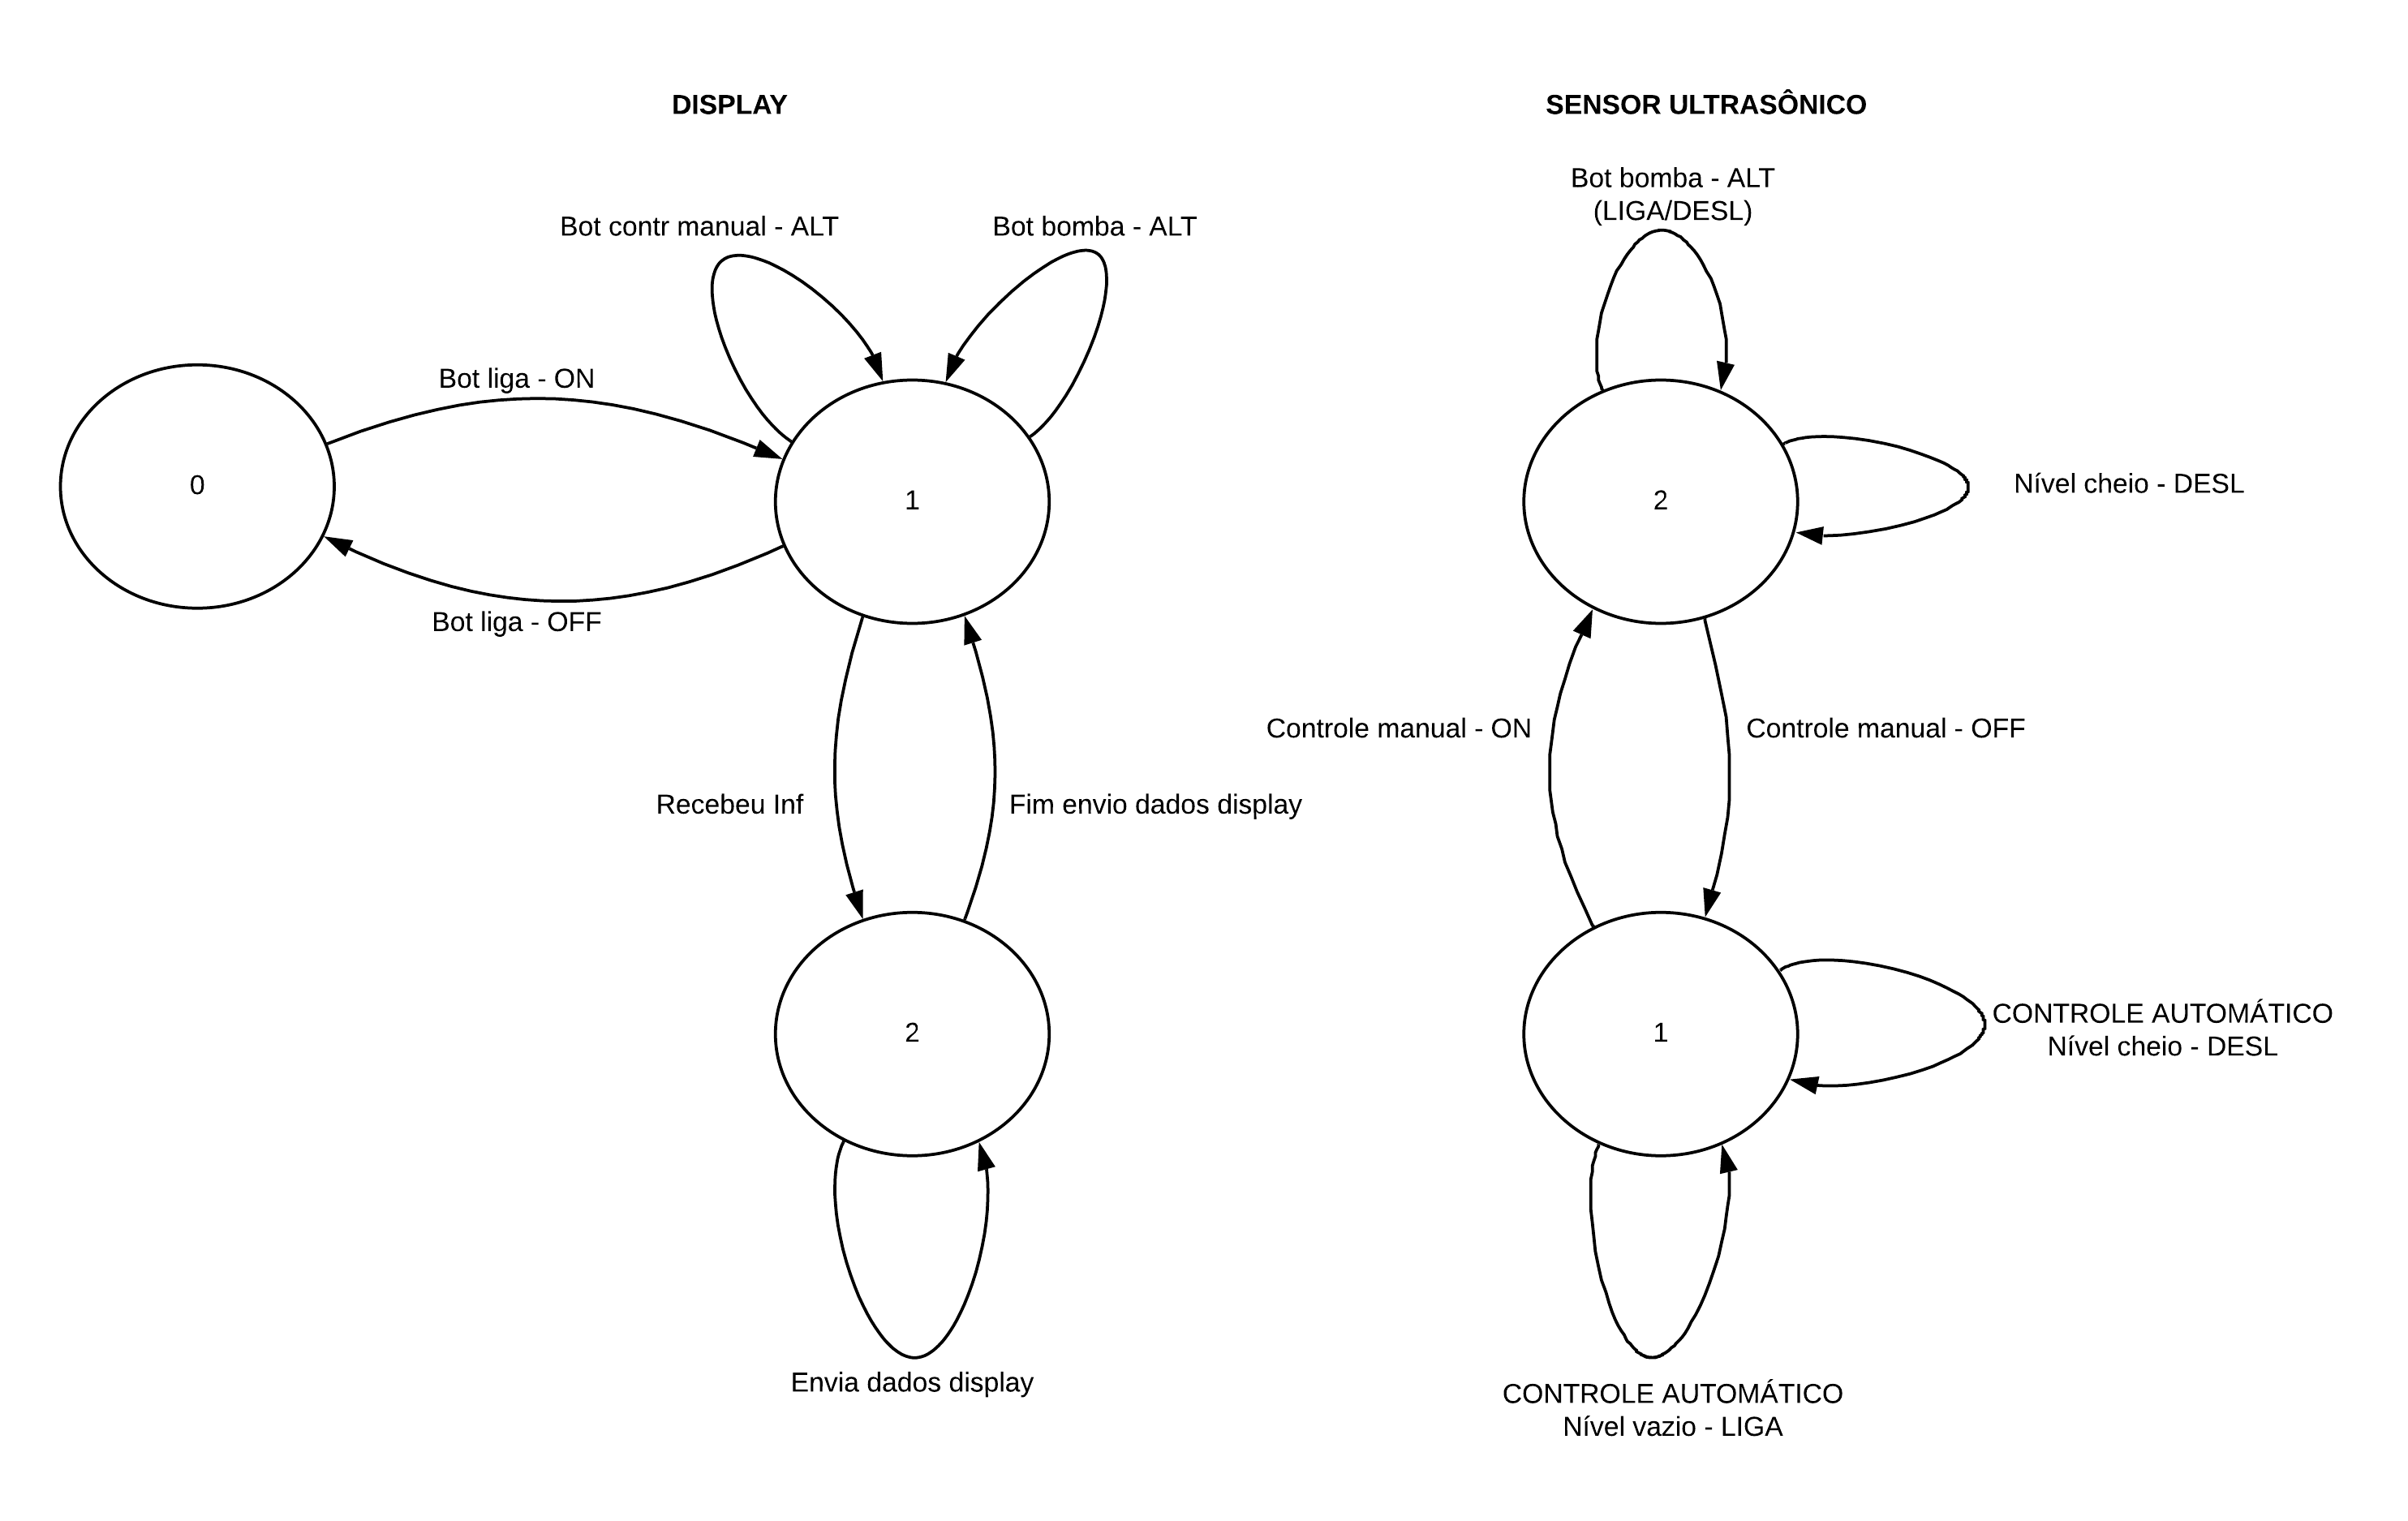 DISPLAY
Bot contr manual - ALT
Bot bomba - ALT
Bot liga - ON
0
1
Bot liga - OFF
Recebeu Inf
Fim envio dados display
2
Envia dados display
SENSOR ULTRASÔNICO
Bot bomba - ALT
(LIGA/DESL)
2
Nível cheio - DESL
Controle manual - ON
Controle manual - OFF
1
CONTROLE AUTOMÁTICO
Nível cheio - DESL
CONTROLE AUTOMÁTICO
Nível vazio - LIGA